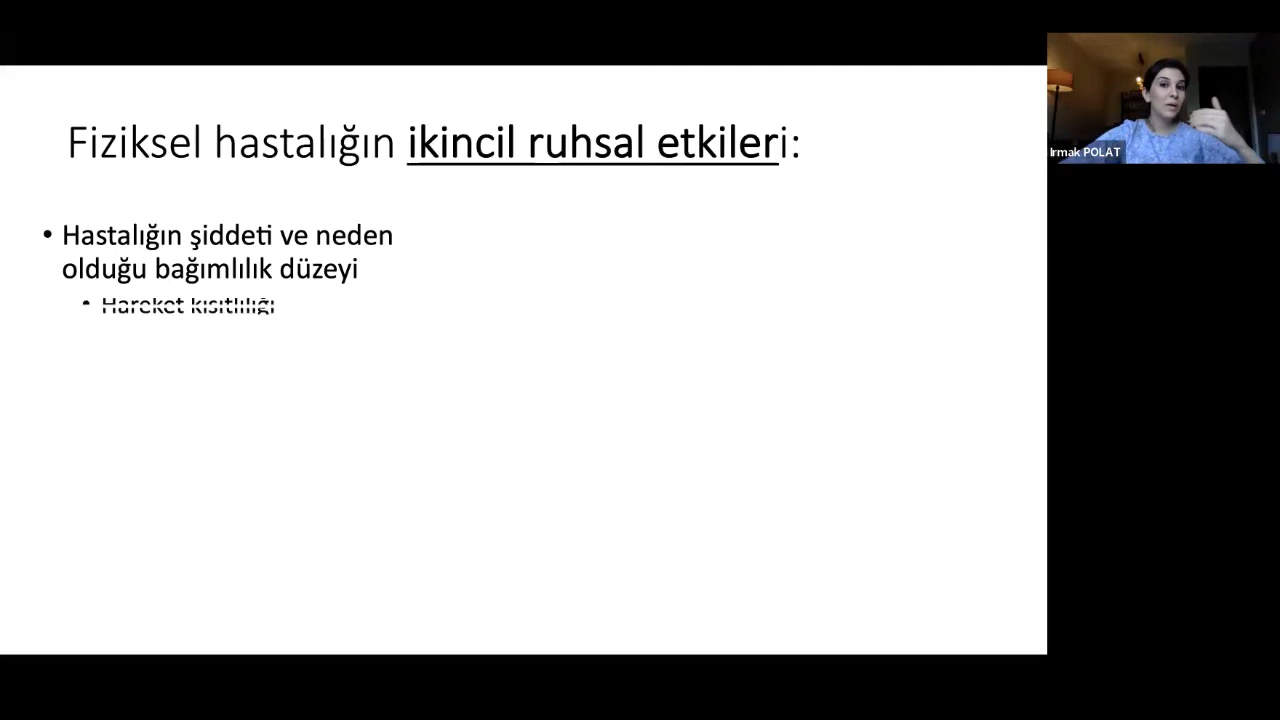 Fiziksel hastalığın ikincil ruhsal etkileri:
• Hastalığın şiddeti ve neden
olduğu bağımlılık düzeyi
• Hareket kısıtlılığı
Irmak POLAT